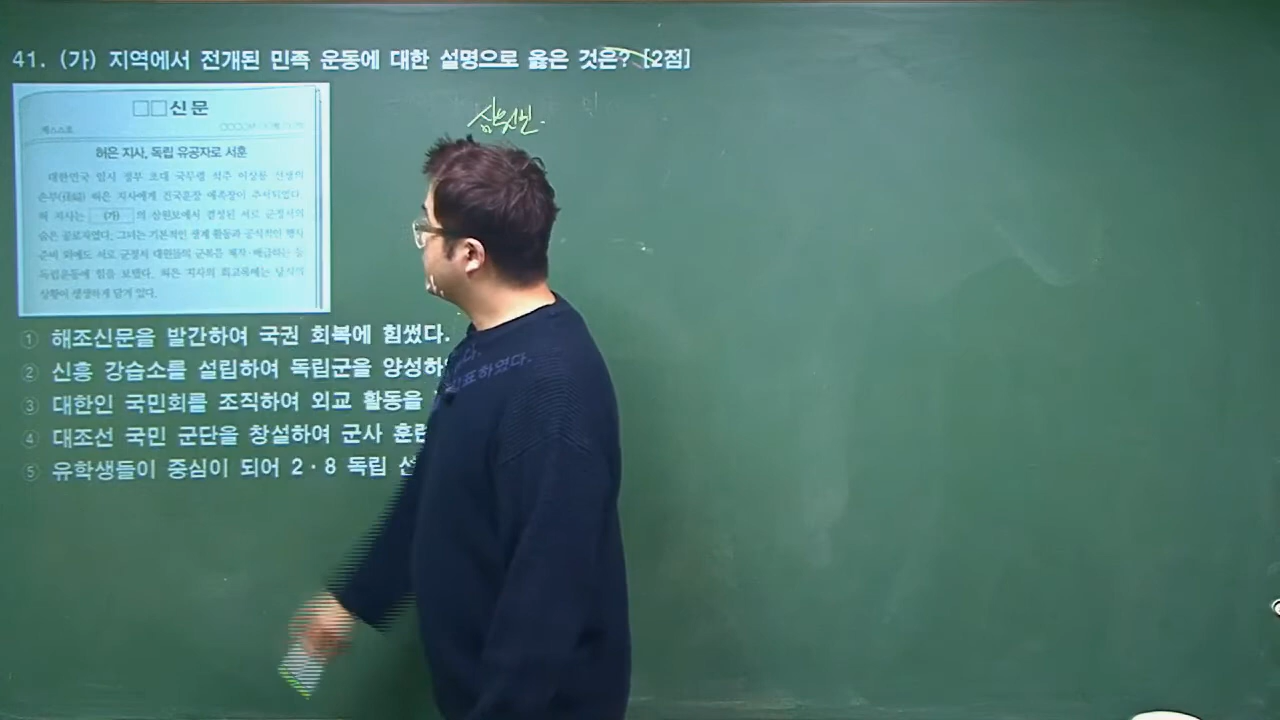 41. (가) 지역에서 전개된 민족 운동에 대한 설명으로 옳은 것은? [2점]
□□신문
제스스호
허은 지사, 독립 유공자로 서훈
대한민국 임시 정부 초대 국무령 석주 이상룡 선생의
손부(孫婦) 허은 지사에게 건국훈장 애족장이 추서되었다.
허 지사는 (가) 의 삼원보에서 결성된 서로 군정서의
숨은 공로자였다. 그녀는 기본적인 생계 활동과 공식적인 행사
준비 외에도 서로 군정서 대원들의 군복을 제작·배급하는 등
독립운동에 힘을 보탰다. 허은 지사의 회고록에는 당시의
상황이 생생하게 담겨 있다.
삼원보.
① 해조신문을 발간하여 국권 회복에 힘썼다.
② 신흥 강습소를 설립하여 독립군을 양성하
③ 대한인 국민회를 조직하여 외교 활동을
④ 대조선 국민 군단을 창설하여 군사 훈련
⑤ 유학생들이 중심이 되어 2·8 독립 선
표하였다.